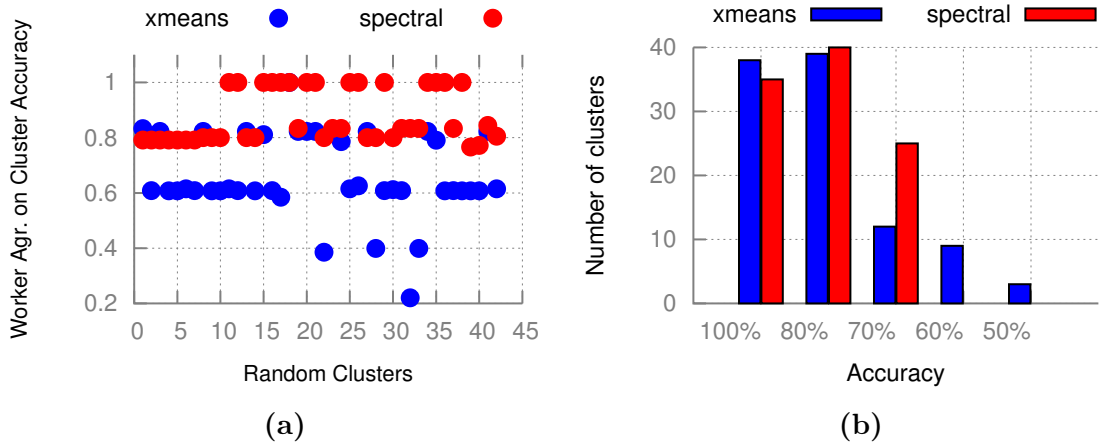 xmeans spectral
Worker Agr. on Cluster Accuracy
1
0.8
0.6
0.4
0.2
0 5 10 15 20 25 30 35 40 45
Random Clusters
(a)
xmeans spectral
Number of clusters
40
30
20
10
0
100% 80% 70% 60% 50%
Accuracy
(b)